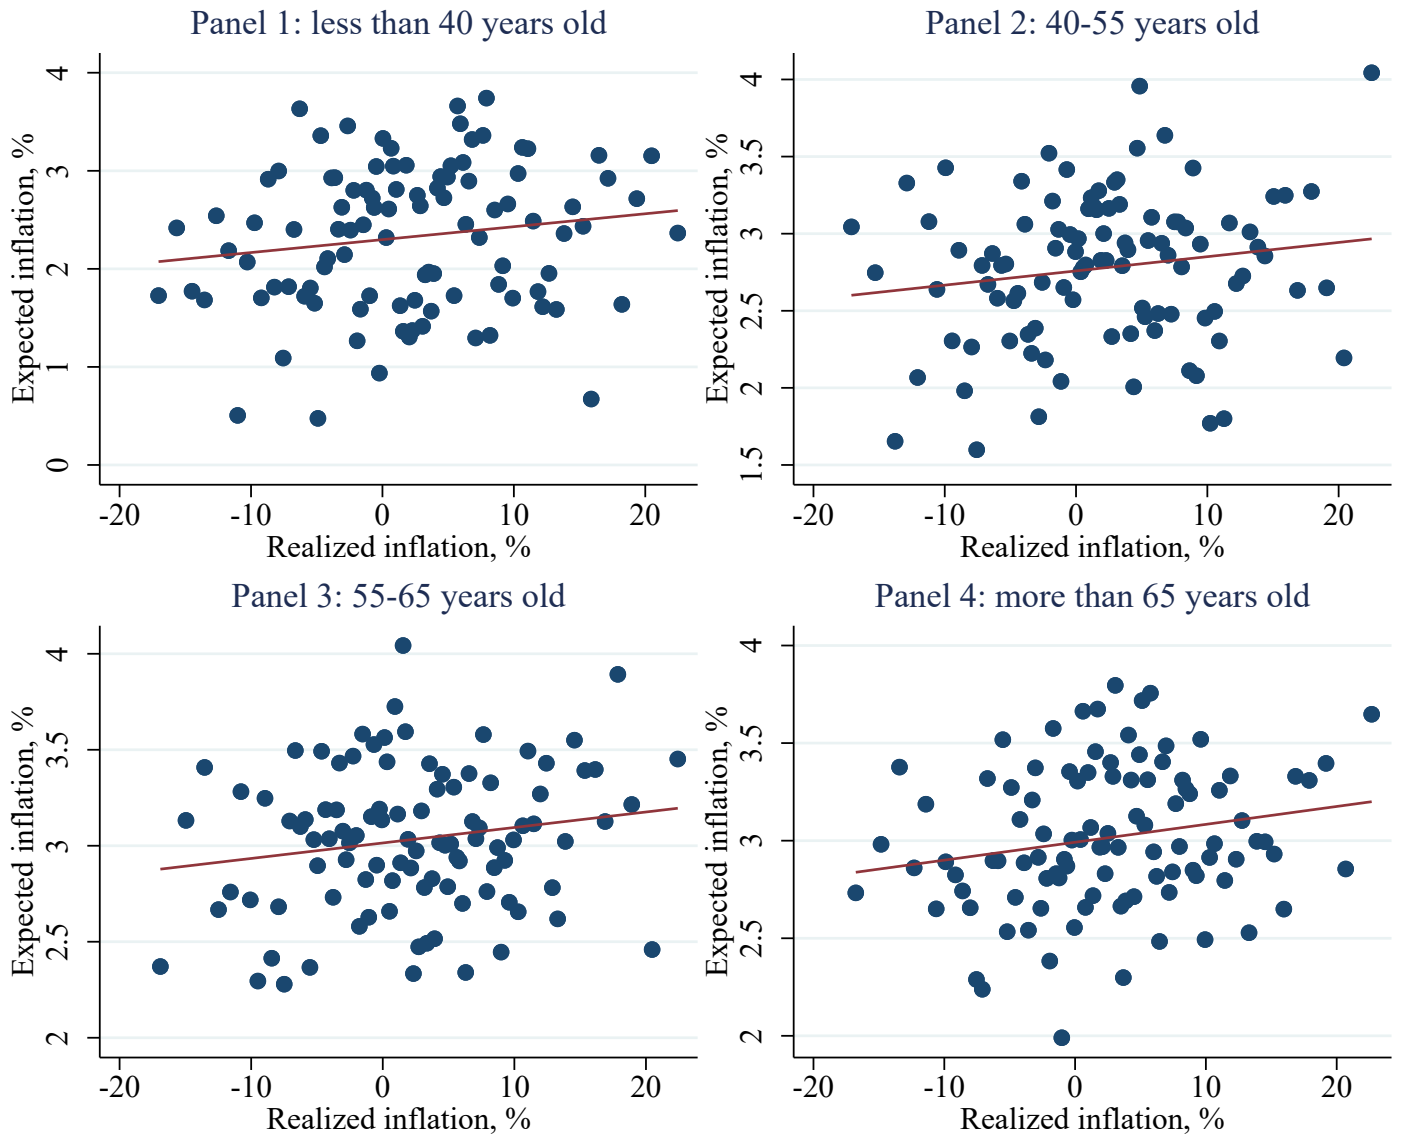 Panel 1: less than 40 years old
Expected inflation, %
4
3
2
1
0
-20 -10 0 10 20
Realized inflation, %
Panel 2: 40-55 years old
Expected inflation, %
4
3.5
3
2.5
2
1.5
-20 -10 0 10 20
Realized inflation, %
Panel 3: 55-65 years old
Expected inflation, %
4
3.5
3
2.5
2
-20 -10 0 10 20
Realized inflation, %
Panel 4: more than 65 years old
Expected inflation, %
4
3.5
3
2.5
2
-20 -10 0 10 20
Realized inflation, %